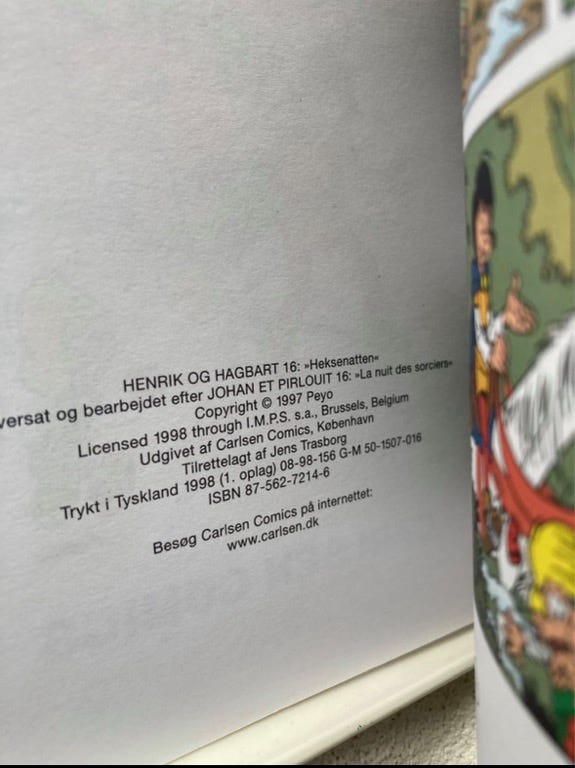 HENRIK OG HAGBART 16: »Heksenatten«
og bearbejdet efter JOHAN ET PIRLOUIT 16: »La nuit des sorciers«
Copyright © 1997 Peyo
Licensed 1998 through I.M.P.S. s.a., Brussels, Belgium
Udgivet af Carlsen Comics, København
Tilrettelagt af Jens Trasborg
Trykt i Tyskland 1998 (1. oplag) 08-98-156 G-M 50-1507-016
ISBN 87-562-7214-6
Besøg Carlsen Comics på internettet:
www.carlsen.dk